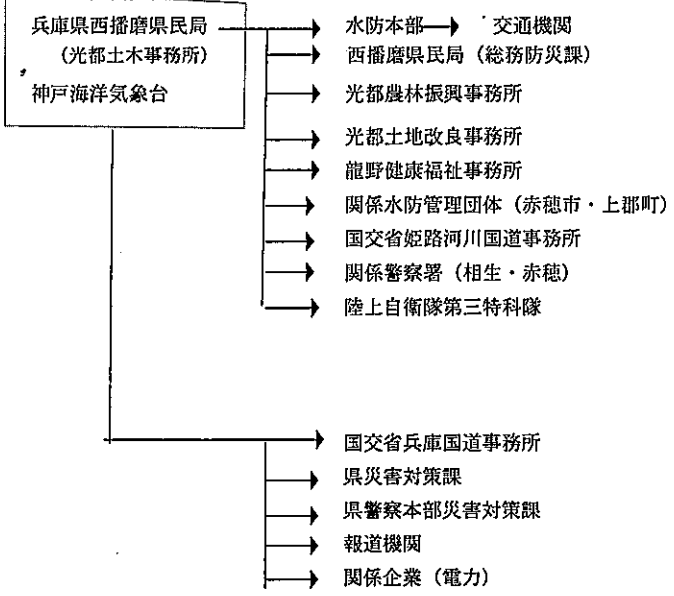 兵庫県西播磨県民局
(光都土木事務所)
神戸海洋気象台
水防本部 交通機関
西播磨県民局(総務防災課)
光都農林振興事務所
光都土地改良事務所
龍野健康福祉事務所
関係水防管理団体(赤穂市・上郡町)
国交省姫路河川国道事務所
関係警察署(相生・赤穂)
陸上自衛隊第三特科隊
国交省兵庫国道事務所
県災害対策課
県警察本部災害対策課
報道機関
関係企業(電力)